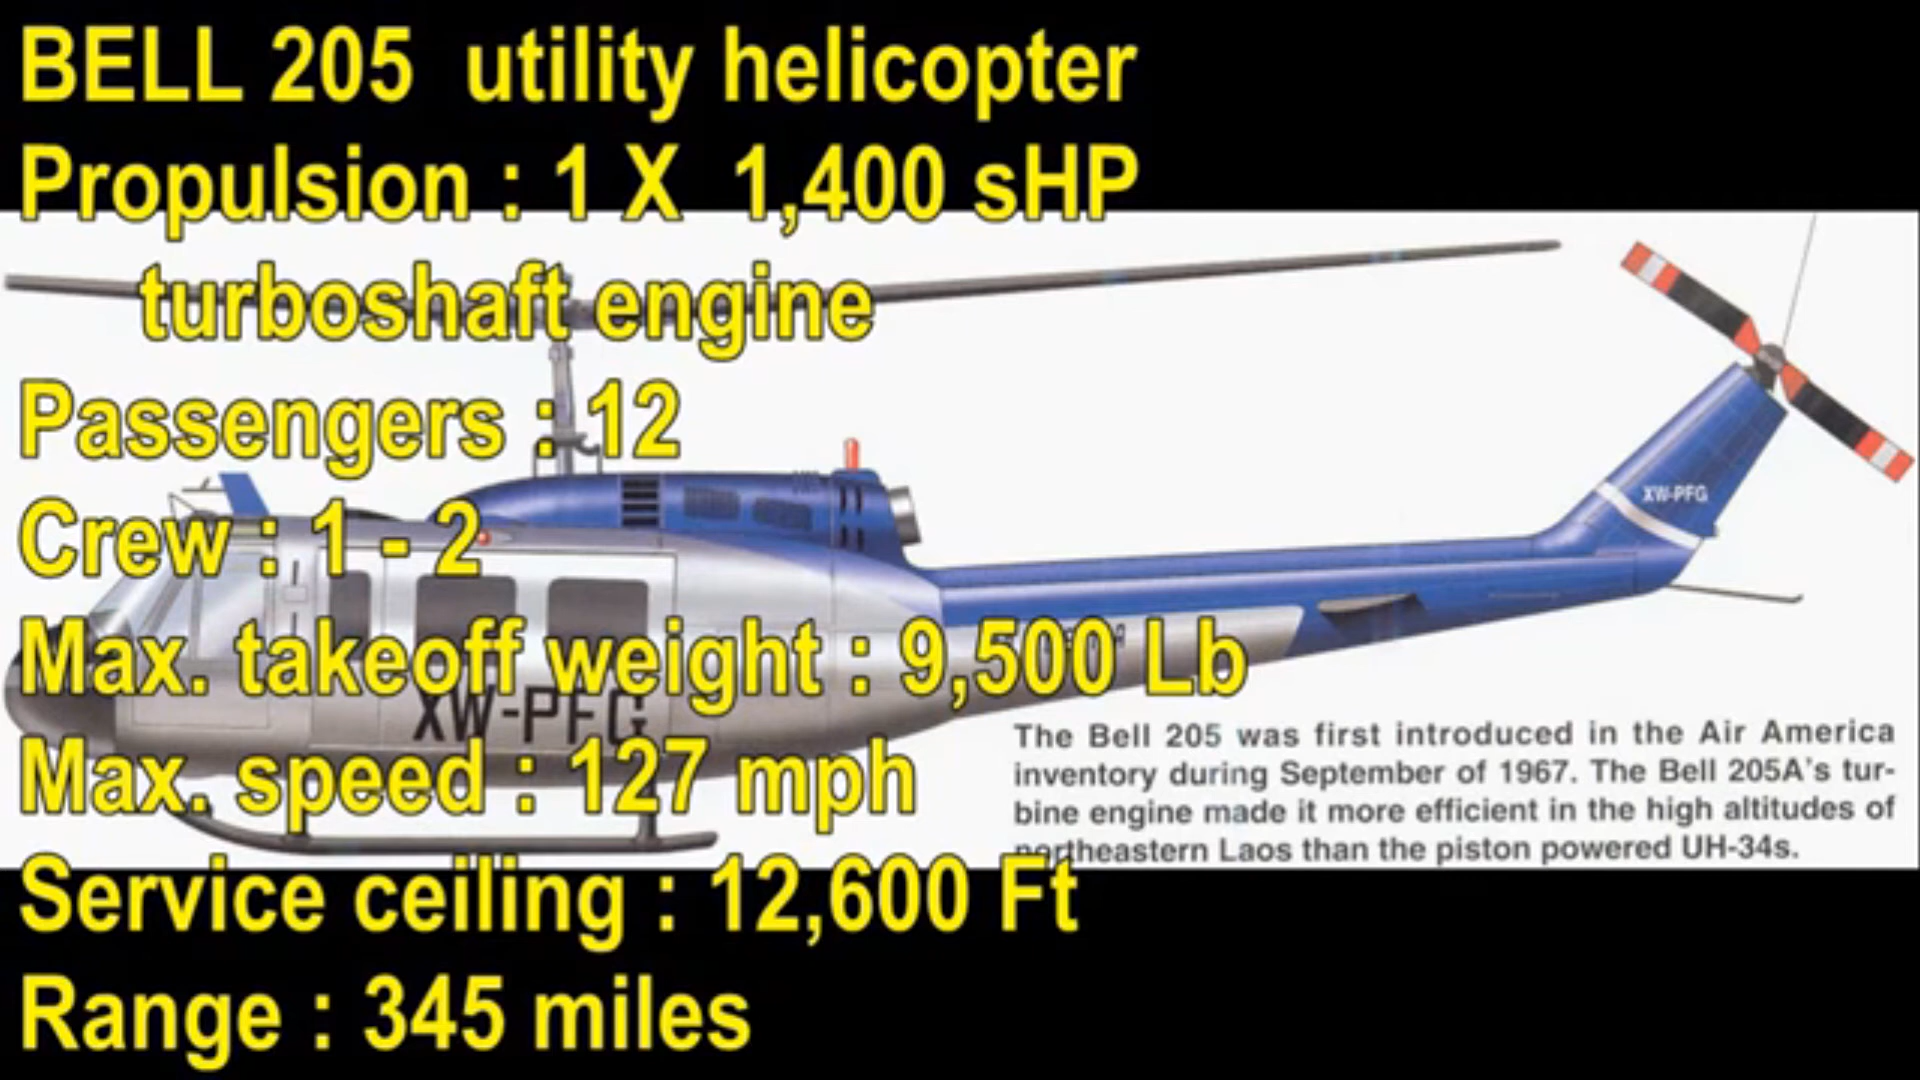 BELL 205 utility helicopter
Propulsion : 1 X 1,400 sHP
turboshaft engine
Passengers : 12
XW-PFG
Crew : 1 - 2
Max. takeoff weight : 9,500 Lb
XW-PFG
The Bell 205 was first introduced in the Air America
inventory during September of 1967. The Bell 205A's tur-
bine engine made it more efficient in the high altitudes of
northeastern Laos than the piston powered UH-34s.
Max. speed : 127 mph
Service ceiling : 12,600 Ft
Range : 345 miles